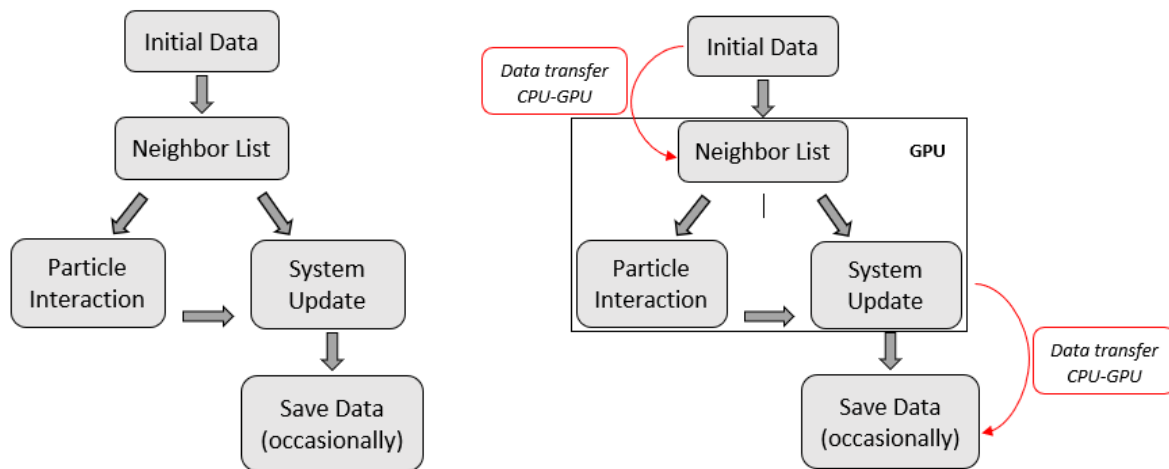 Initial Data
Neighbor List
Particle
Interaction
System
Update
Save Data
(occasionally)
Initial Data
Data transfer
CPU-GPU
Neighbor List
GPU
Particle
Interaction
System
Update
Data transfer
CPU-GPU
Save Data
(occasionally)